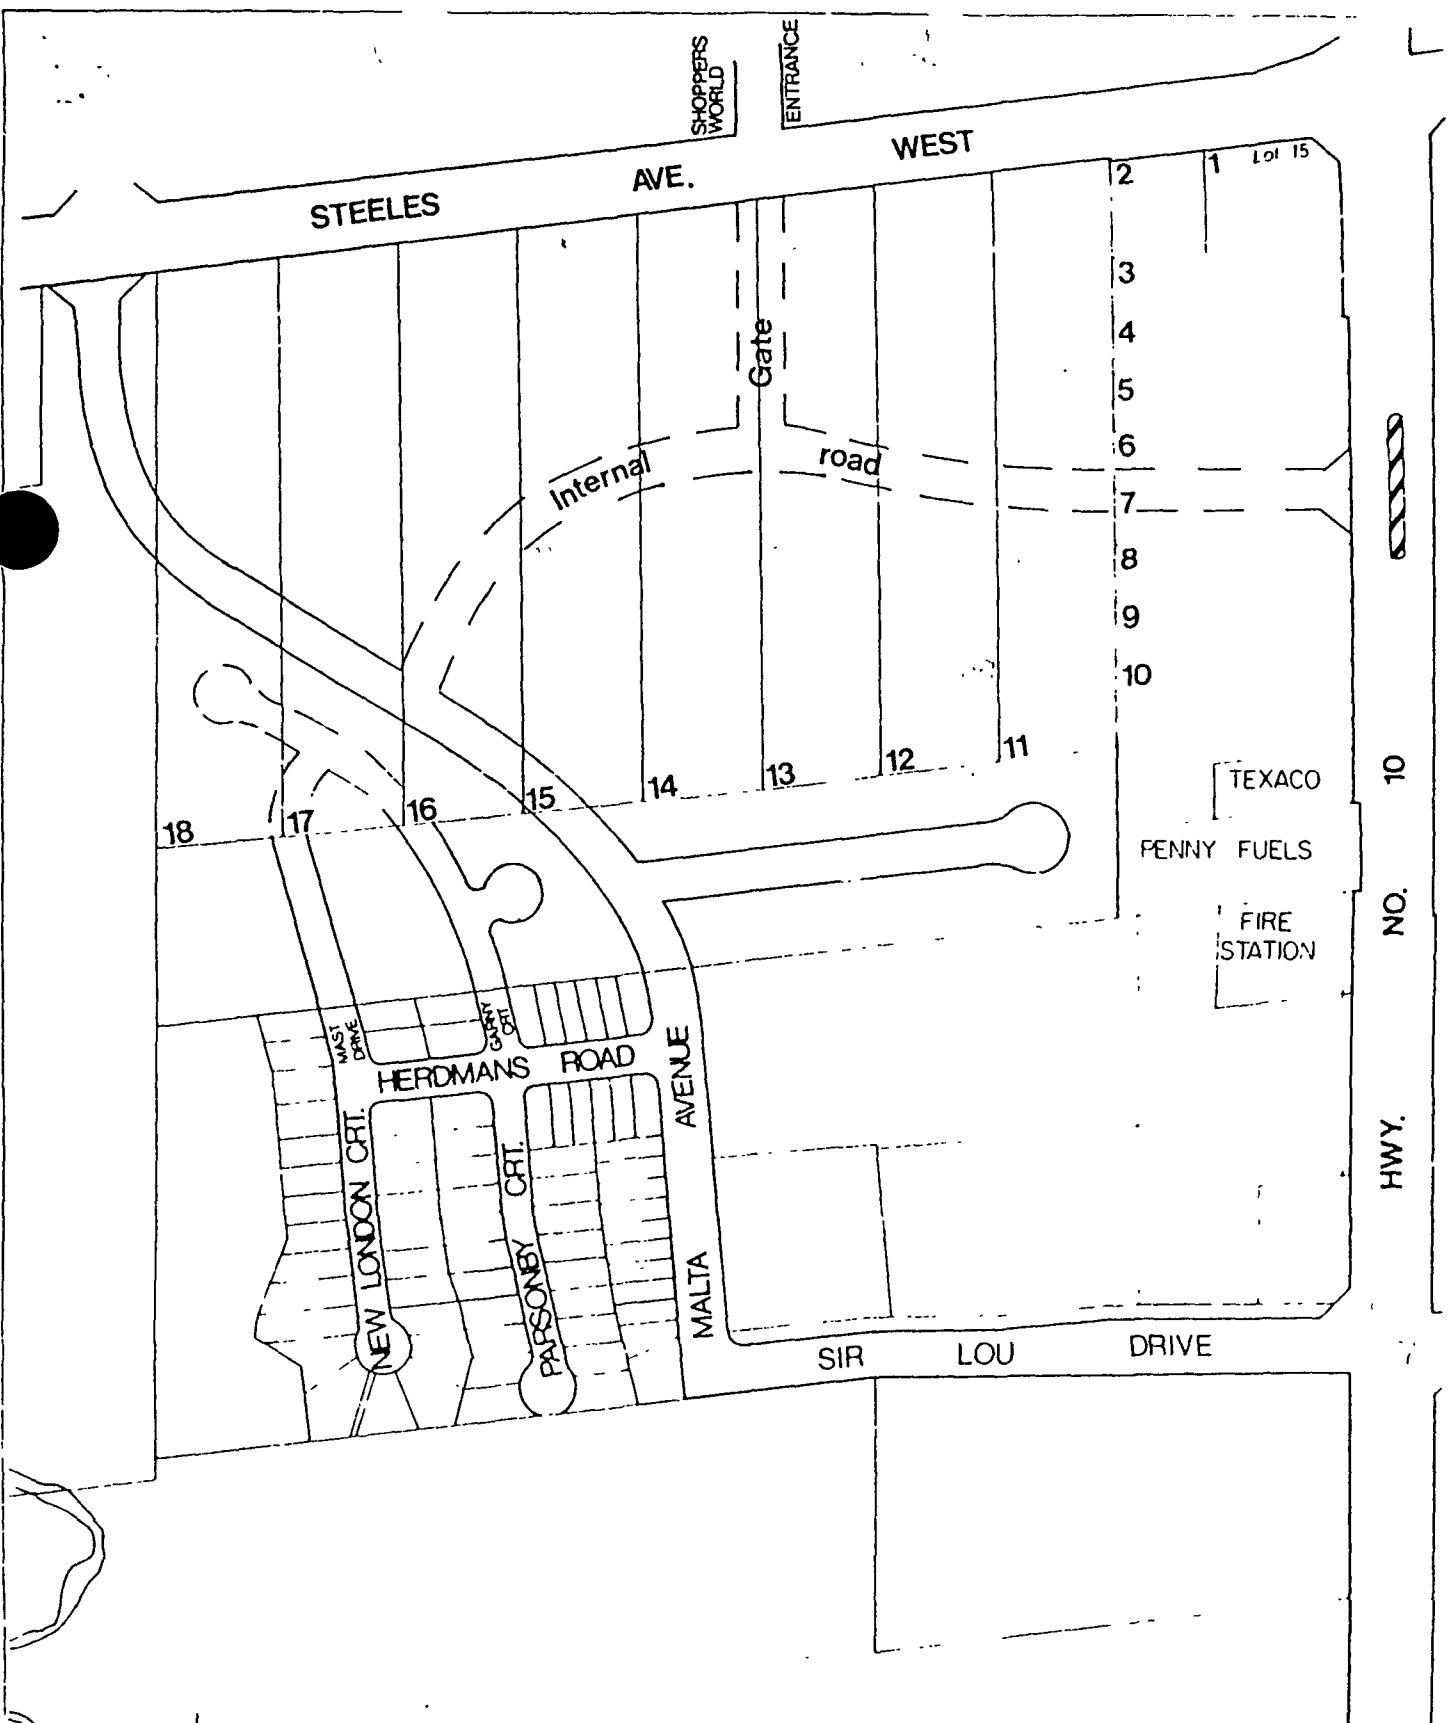 SHOPPERS
WORLD
ENTRANCE
STEELES AVE. WEST
2
1
Lot 15
3
4
5
6
7
8
9
10
Gate
Internal road
11
12
13
14
15
16
17
18
TEXACO
PENNY FUELS
FIRE
STATION
HWY. NO. 10
MAST
DRIVE
CRT.
HERDMANS ROAD
MALTA AVENUE
NEW LONDON CRT.
PARSONBY CRT.
SIR LOU DRIVE